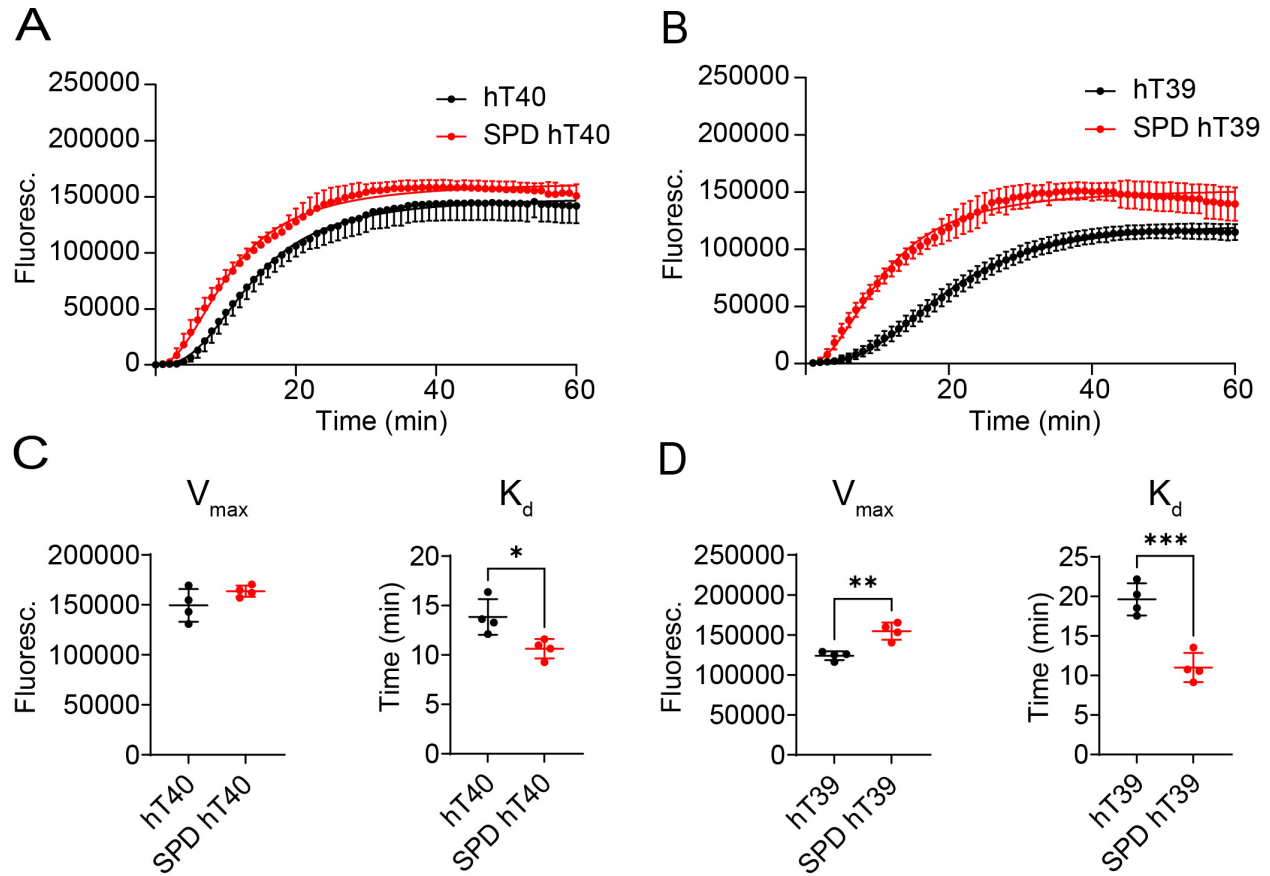 A
250000
200000
150000
100000
50000
0
Fluoresc.
20
40
60
Time (min)
hT40
SPD hT40
B
250000
200000
150000
100000
50000
0
Fluoresc.
20
40
60
Time (min)
hT39
SPD hT39
C
Vmax
200000
150000
100000
50000
0
Fluoresc.
hT40
SPD hT40
Kd
20
15
10
5
0
Time (min)
*
hT40
SPD hT40
D
Vmax
250000
200000
150000
100000
50000
0
Fluoresc.
**
hT39
SPD hT39
Kd
25
20
15
10
5
0
Time (min)
***
hT39
SPD hT39